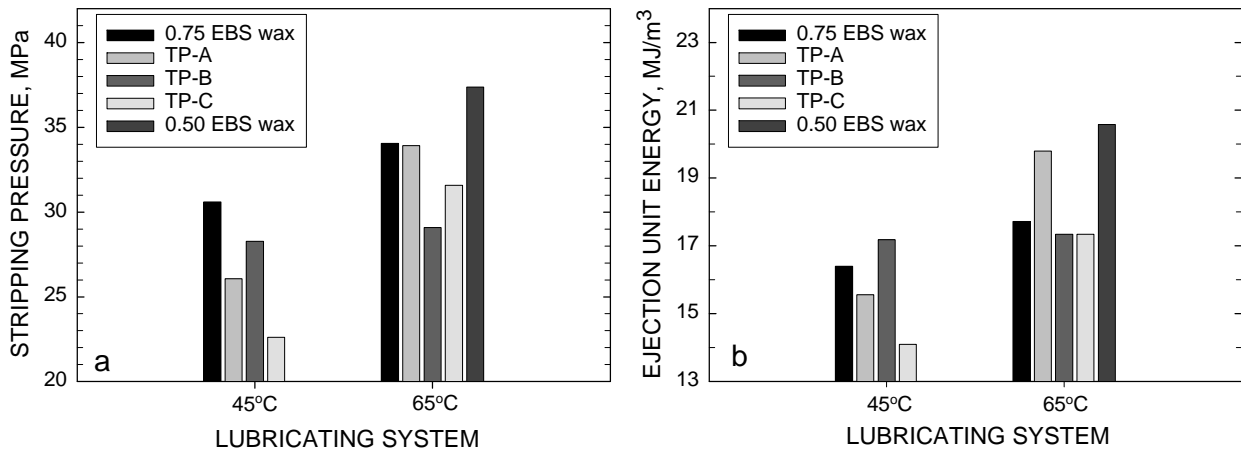 STRIPPING PRESSURE, MPa
40
35
30
25
20
0.75 EBS wax
TP-A
TP-B
TP-C
0.50 EBS wax
a
45ºC
65ºC
LUBRICATING SYSTEM
EJECTION UNIT ENERGY, MJ/m³
23
21
19
17
15
13
0.75 EBS wax
TP-A
TP-B
TP-C
0.50 EBS wax
b
45ºC
65ºC
LUBRICATING SYSTEM